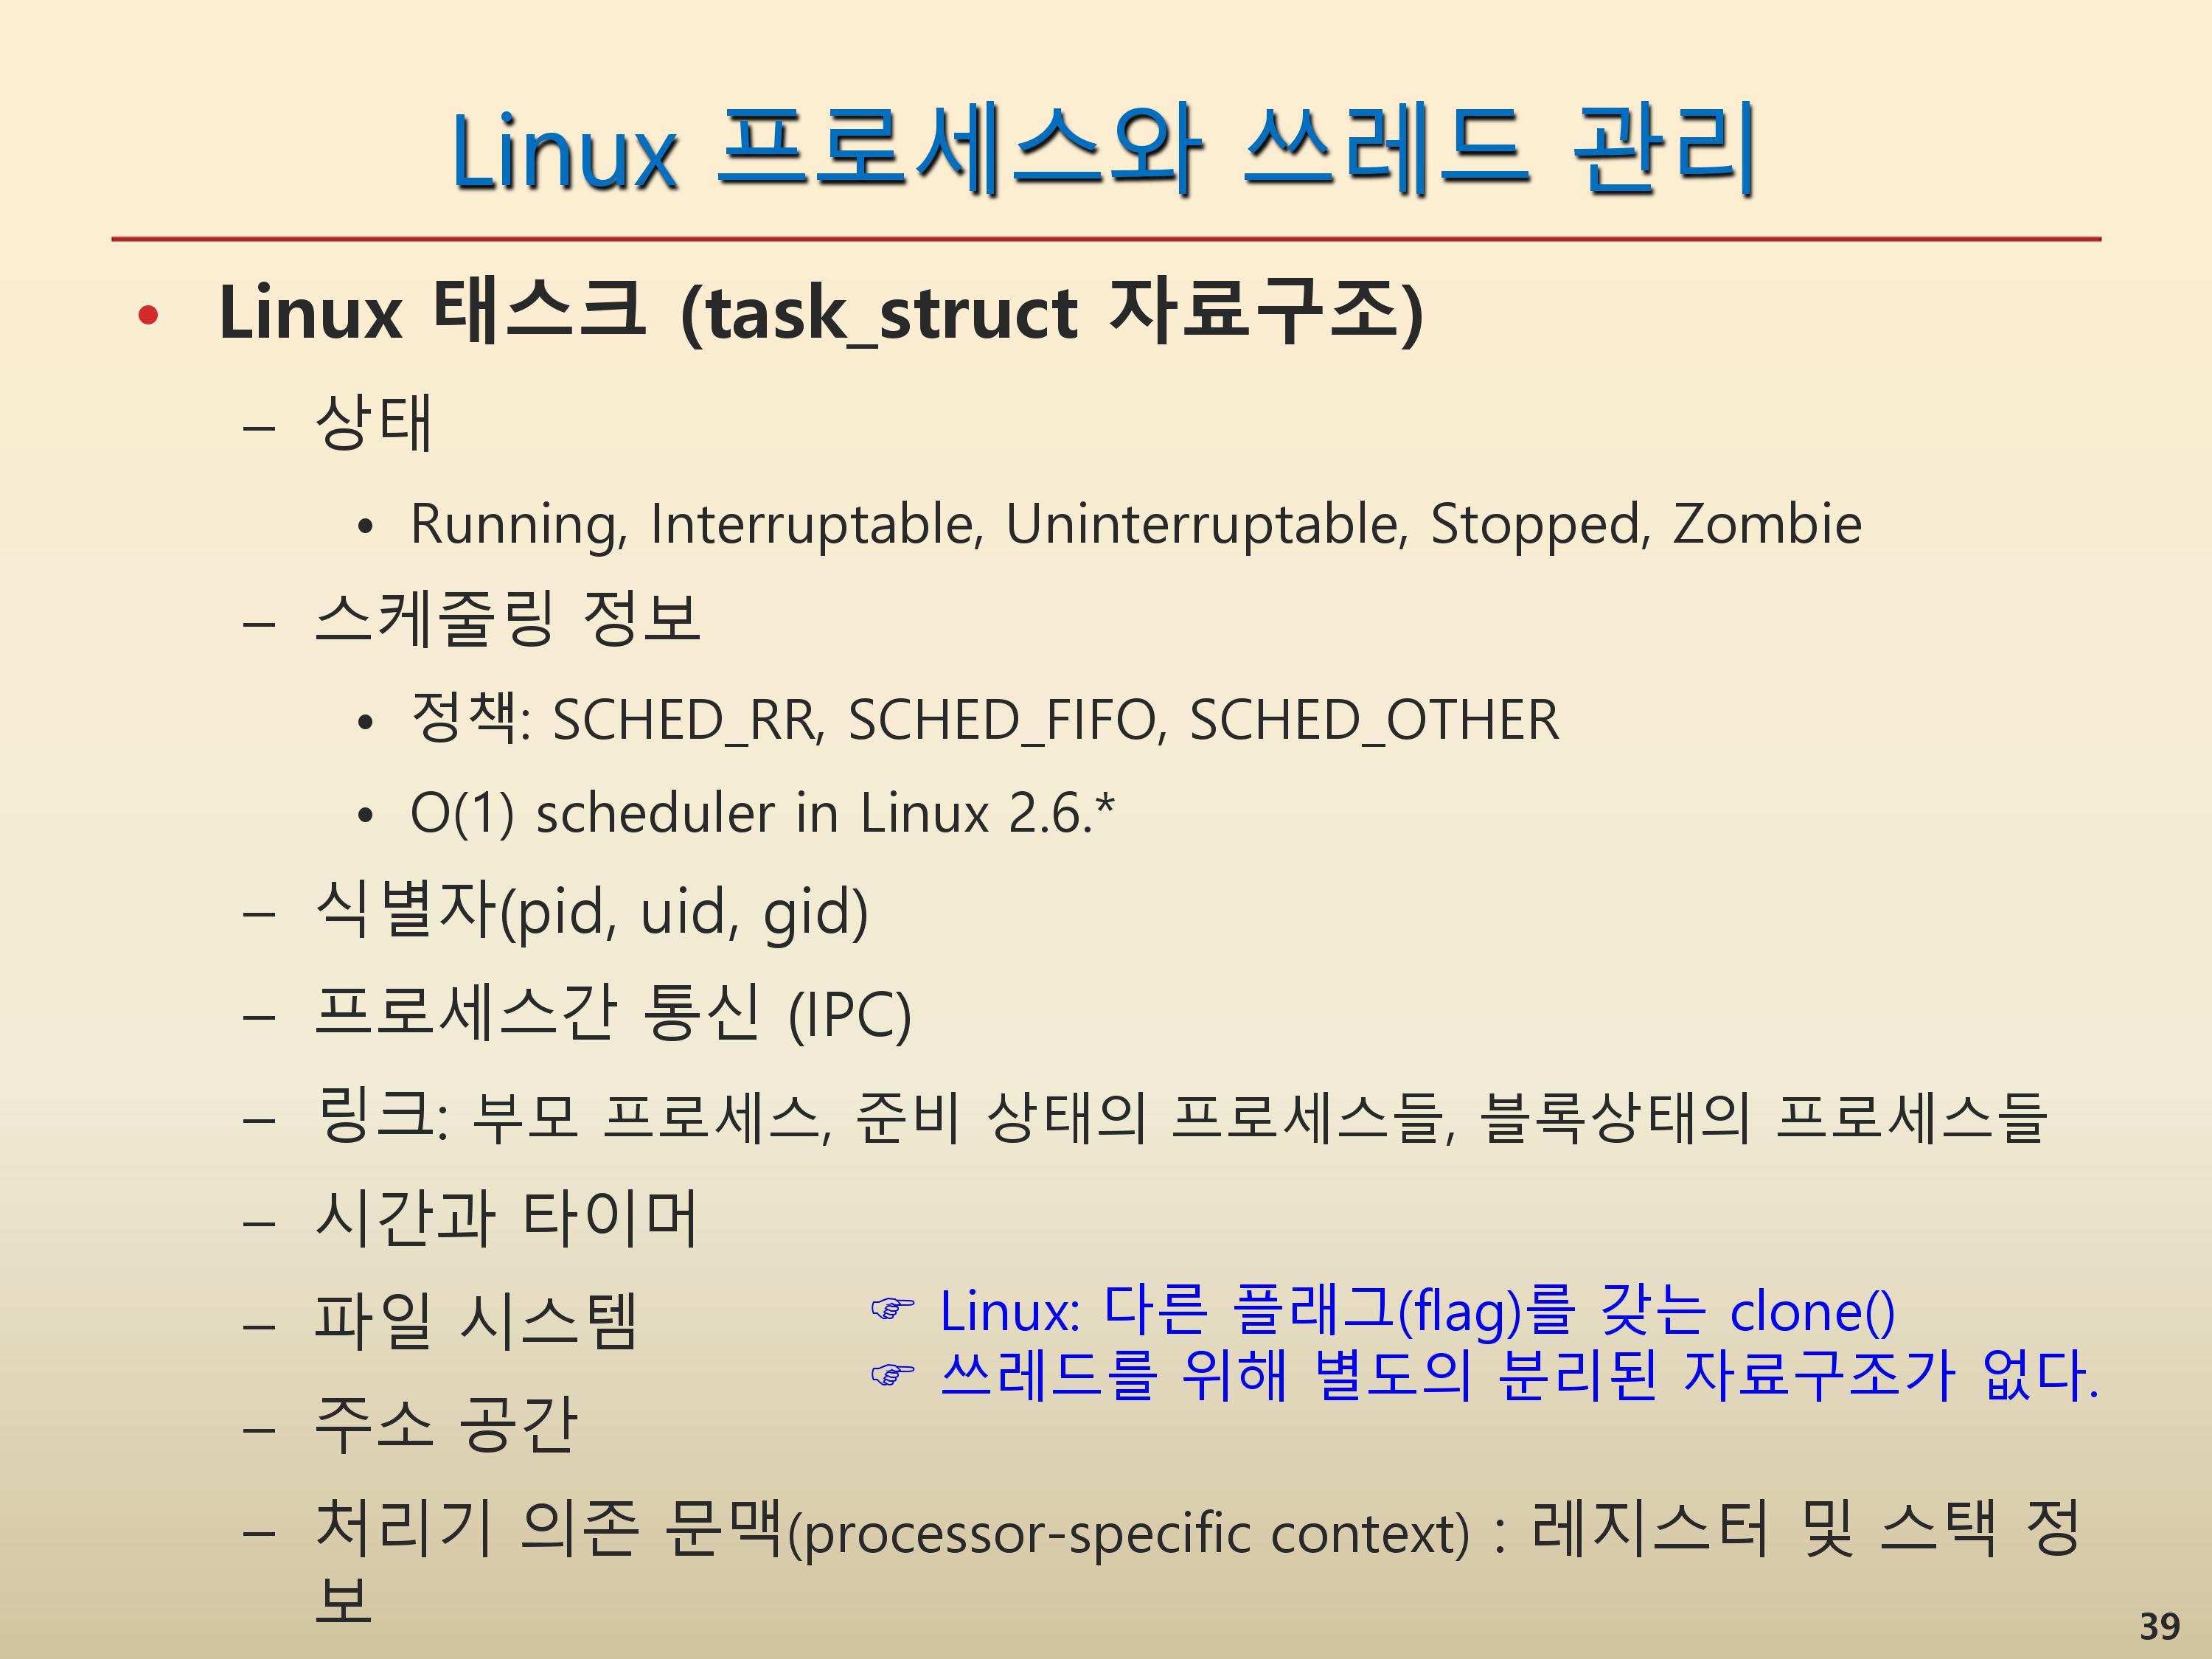 Linux 프로세스와 쓰레드 관리
• Linux 태스크 (task_struct 자료구조)
– 상태
• Running, Interruptable, Uninterruptable, Stopped, Zombie
– 스케줄링 정보
• 정책: SCHED_RR, SCHED_FIFO, SCHED_OTHER
• O(1) scheduler in Linux 2.6.*
– 식별자(pid, uid, gid)
– 프로세스간 통신 (IPC)
– 링크: 부모 프로세스, 준비 상태의 프로세스들, 블록상태의 프로세스들
– 시간과 타이머
– 파일 시스템
☞ Linux: 다른 플래그(flag)를 갖는 clone()
☞ 쓰레드를 위해 별도의 분리된 자료구조가 없다.
– 주소 공간
– 처리기 의존 문맥(processor-specific context) : 레지스터 및 스택 정
보
39